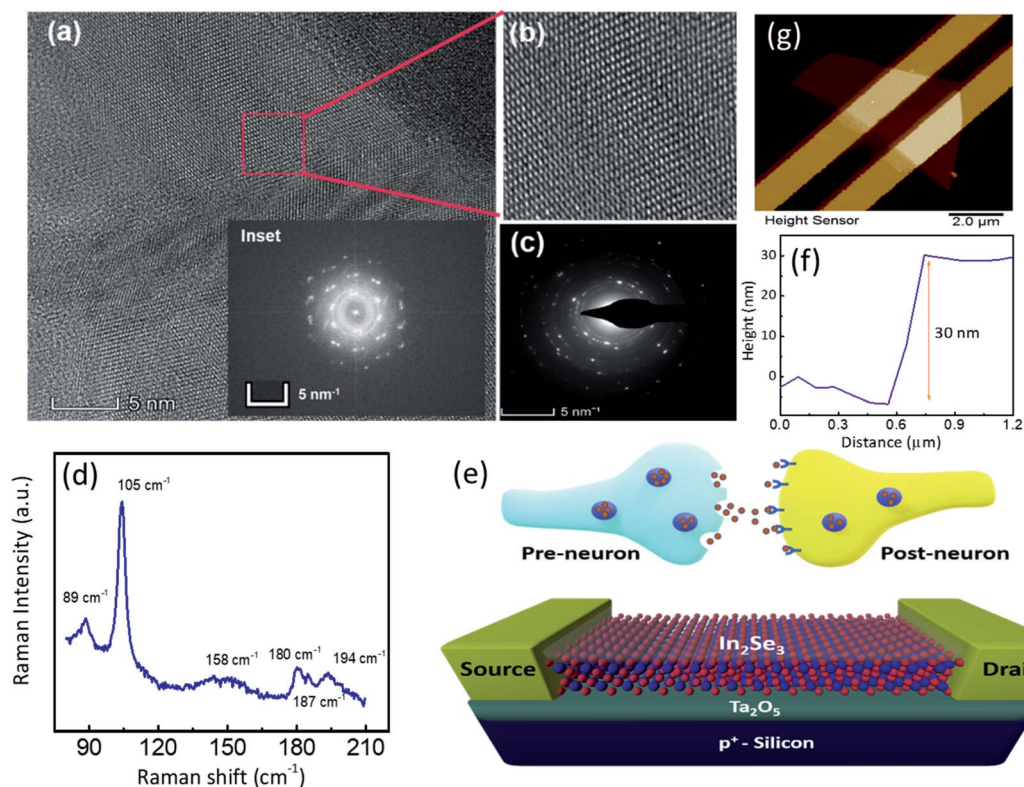 (a)
5 nm
Inset
5 nm⁻¹
(b)
(c)
5 nm⁻¹
(g)
Height Sensor
2.0 μm
(f)
Height (nm)
30
20
10
0
30 nm
0.0 0.3 0.6 0.9 1.2
Distance (μm)
(d)
Raman Intensity (a.u.)
105 cm⁻¹
89 cm⁻¹
158 cm⁻¹
180 cm⁻¹
194 cm⁻¹
187 cm⁻¹
90 120 150 180 210
Raman shift (cm⁻¹)
(e)
Pre-neuron
Post-neuron
In₂Se₃
Source
Drai
Ta₂O₅
p⁺- Silicon